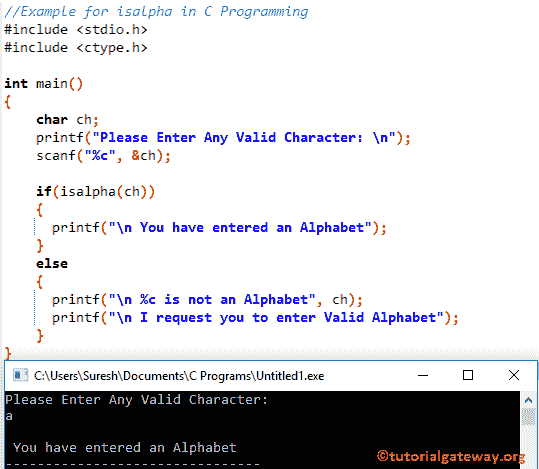 //Example for isalpha in C Programming
#include <stdio.h>
#include <ctype.h>
int main()
{
char ch;
printf("Please Enter Any Valid Character: \n");
scanf("%c", &ch);
if(isalpha(ch))
{
printf("\n You have entered an Alphabet");
}
else
{
printf("\n %c is not an Alphabet", ch);
printf("\n I request you to enter Valid Alphabet");
}
}
C:\Users\Suresh\Documents\C Programs\Untitled1.exe
Please Enter Any Valid Character:
a
You have entered an Alphabet
--------------------------------
©tutorialgateway.org